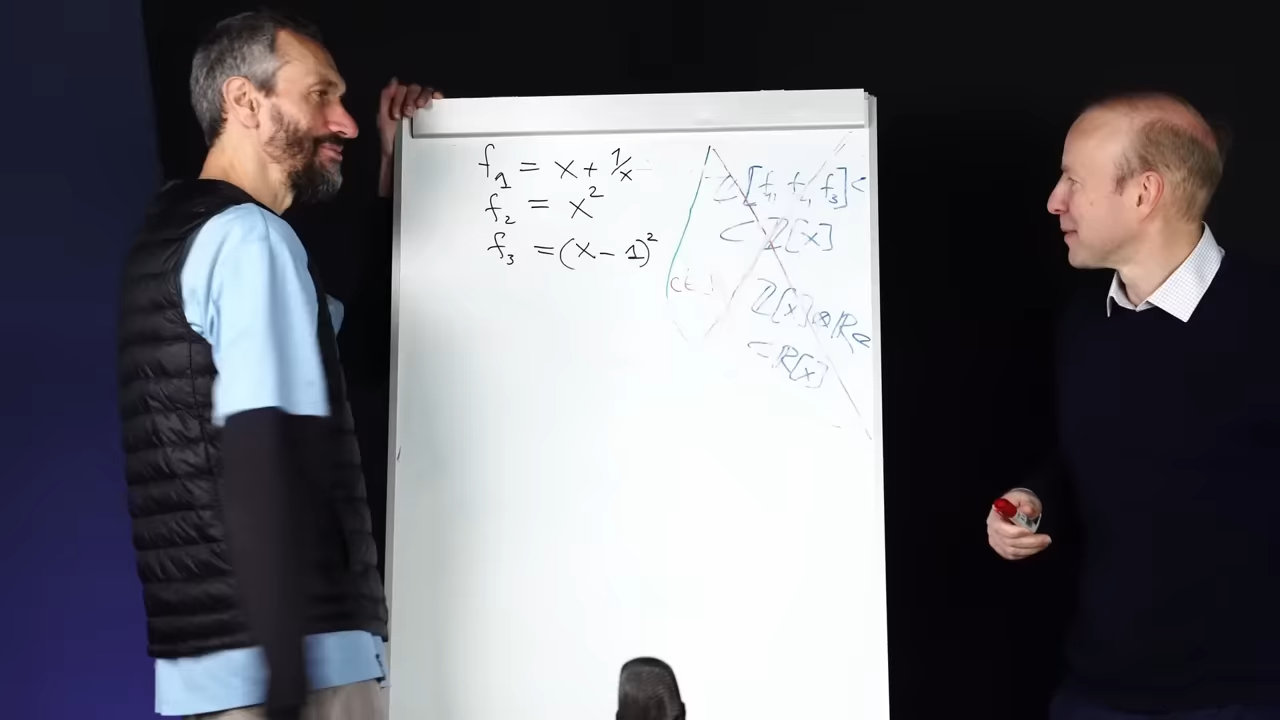 f₁ = x + 1/x
f₂ = x²
f₃ = (x - 1)²
ℤ[f₁, f₂, f₃] ⊂
⊂ ℤ[x]
ℤ[x] ⊗ ℝ
⊂ ℝ[x]